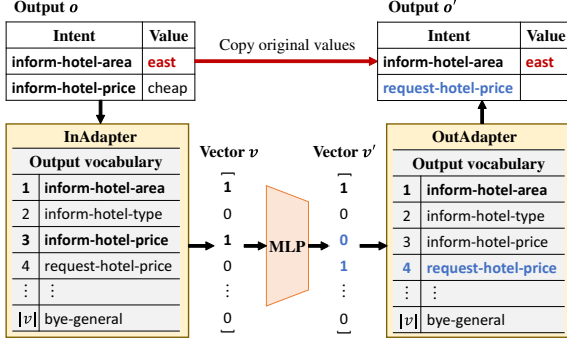 Output o
Intent Value
inform-hotel-area east
inform-hotel-price cheap
Copy original values
Output o′
Intent Value
inform-hotel-area east
request-hotel-price
InAdapter
Output vocabulary
1 inform-hotel-area
2 inform-hotel-type
3 inform-hotel-price
4 request-hotel-price
⋮ ⋮
|v| bye-general
Vector v
1
0
1
0
⋮
0
MLP
Vector v′
1
0
0
1
⋮
0
OutAdapter
Output vocabulary
1 inform-hotel-area
2 inform-hotel-type
3 inform-hotel-price
4 request-hotel-price
⋮ ⋮
|v| bye-general